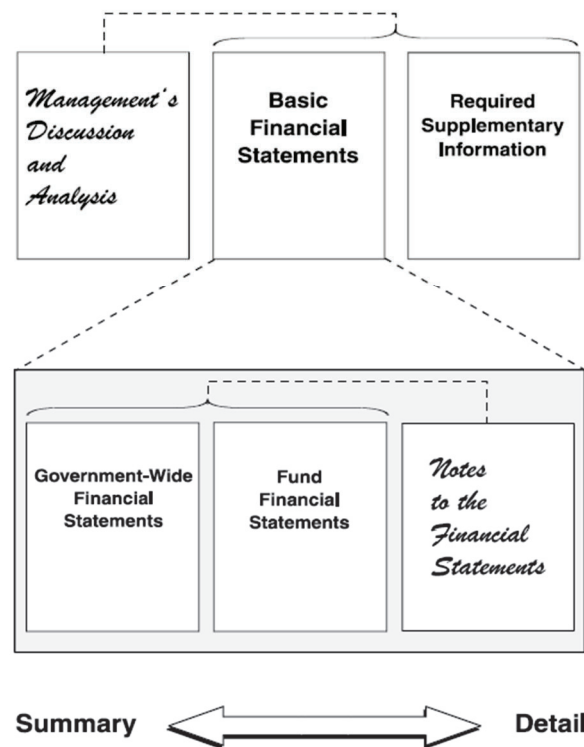 Management's
Discussion
and
Analysis
Basic
Financial
Statements
Required
Supplementary
Information
Government-Wide
Financial
Statements
Fund
Financial
Statements
Notes
to the
Financial
Statements
Summary
Detail